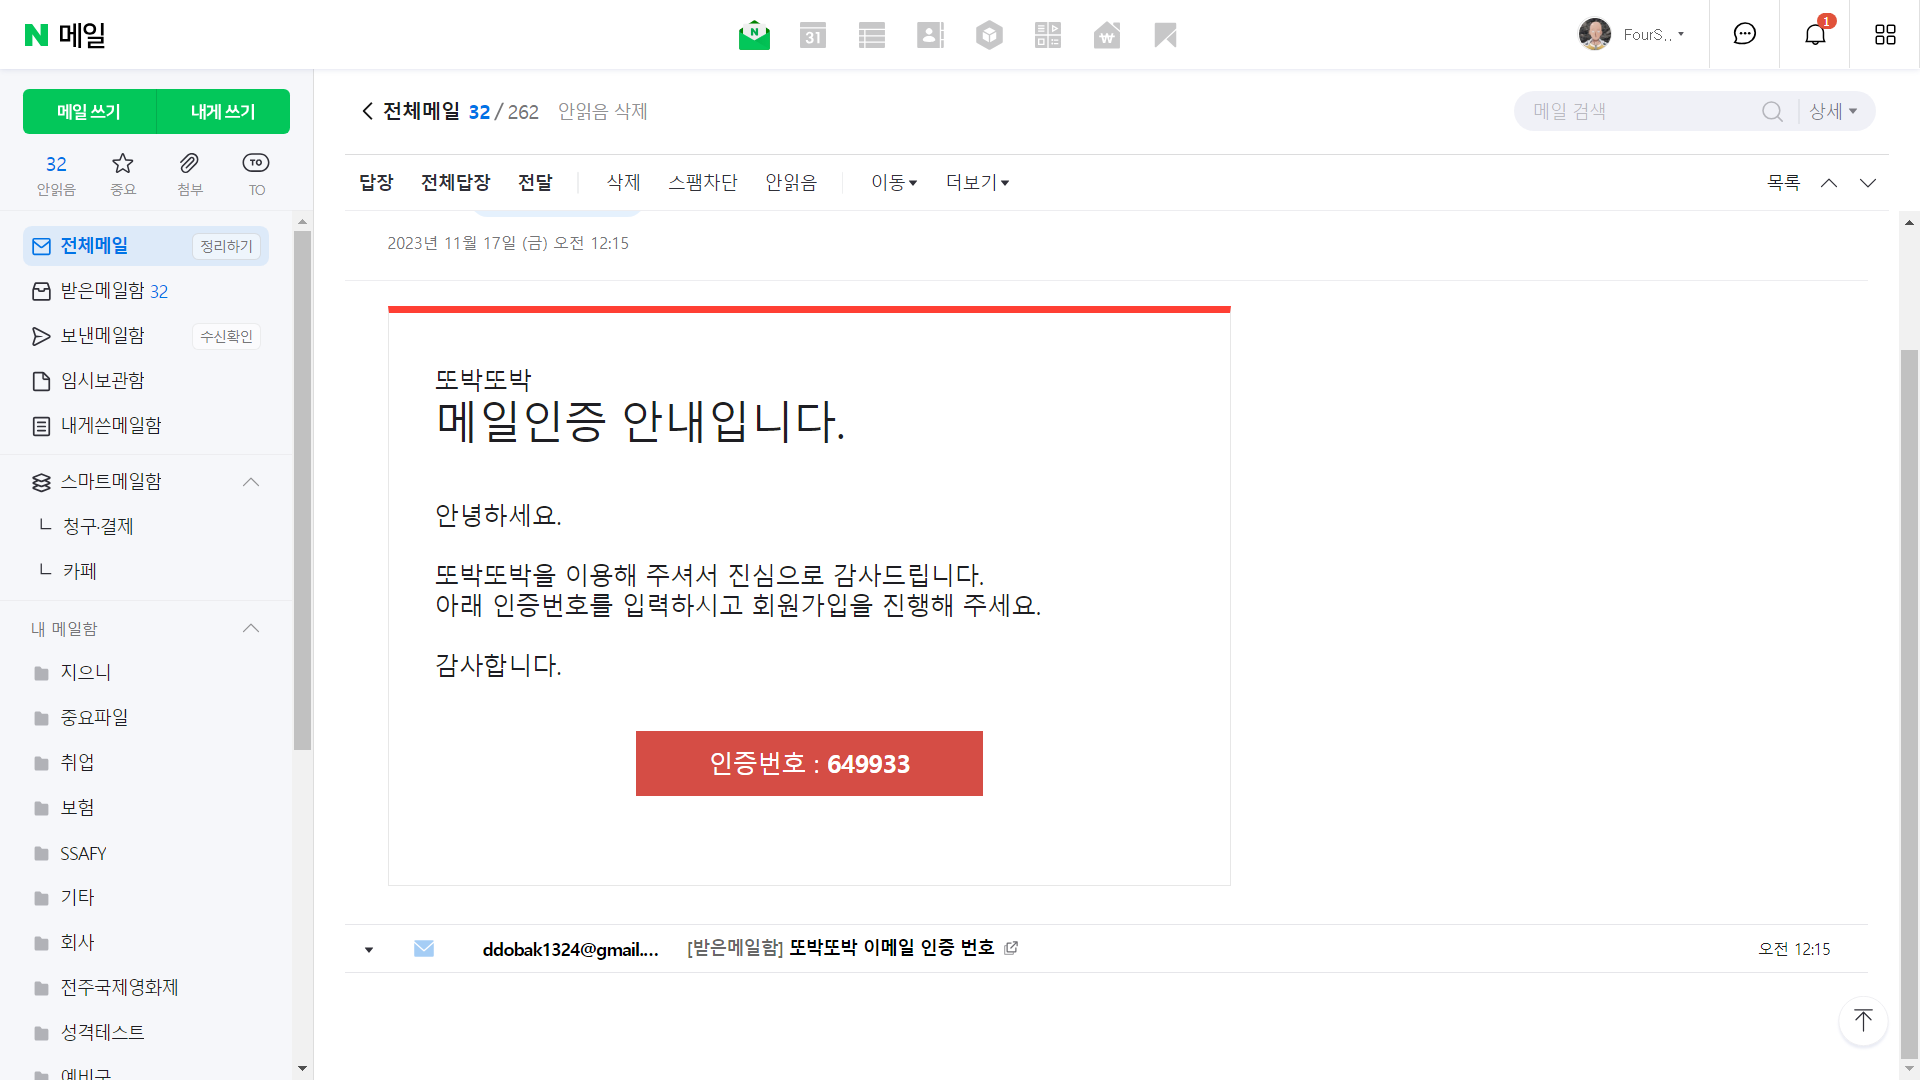 N 메일
N
31
FourS..
1
메일 쓰기
내게 쓰기
32
안읽음
중요
첨부
TO
TO
전체메일
정리하기
받은메일함 32
보낸메일함
수신확인
임시보관함
내게쓴메일함
스마트메일함
청구·결제
카페
내 메일함
지으니
중요파일
취업
보험
SSAFY
기타
회사
전주국제영화제
성격테스트
예비군
전체메일 32 / 262 안읽음 삭제
메일 검색
상세
답장 전체답장 전달 삭제 스팸차단 안읽음 이동 더보기
목록
2023년 11월 17일 (금) 오전 12:15
또박또박
메일인증 안내입니다.
안녕하세요.
또박또박을 이용해 주셔서 진심으로 감사드립니다.
아래 인증번호를 입력하시고 회원가입을 진행해 주세요.
감사합니다.
인증번호 : 649933
ddobak1324@gmail.... [받은메일함] 또박또박 이메일 인증 번호 오전 12:15